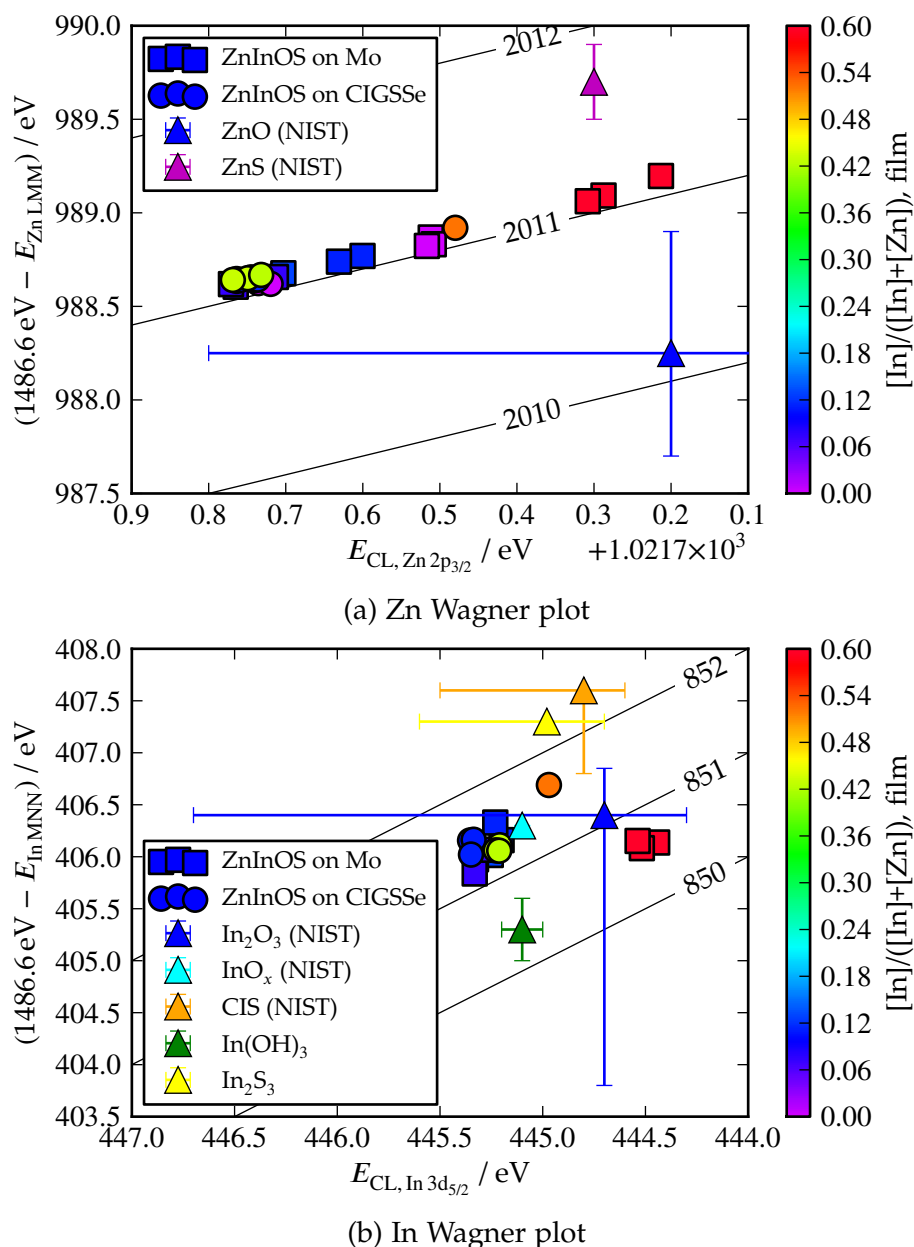 990.0
989.5
989.0
988.5
988.0
987.5
(1486.6 eV − E_Zn LMM) / eV
2012
2011
2010
ZnInOS on Mo
ZnInOS on CIGSSe
ZnO (NIST)
ZnS (NIST)
0.9 0.8 0.7 0.6 0.5 0.4 0.3 0.2 0.1
E_CL, Zn 2p_3/2 / eV +1.0217×10³
0.60
0.54
0.48
0.42
0.36
0.30
0.24
0.18
0.12
0.06
0.00
[In]/([In]+[Zn]), film
(a) Zn Wagner plot
408.0
407.5
407.0
406.5
406.0
405.5
405.0
404.5
404.0
403.5
(1486.6 eV − E_In MNN) / eV
852
851
850
ZnInOS on Mo
ZnInOS on CIGSSe
In₂O₃ (NIST)
InOₓ (NIST)
CIS (NIST)
In(OH)₃
In₂S₃
447.0 446.5 446.0 445.5 445.0 444.5 444.0
E_CL, In 3d_5/2 / eV
0.60
0.54
0.48
0.42
0.36
0.30
0.24
0.18
0.12
0.06
0.00
[In]/([In]+[Zn]), film
(b) In Wagner plot